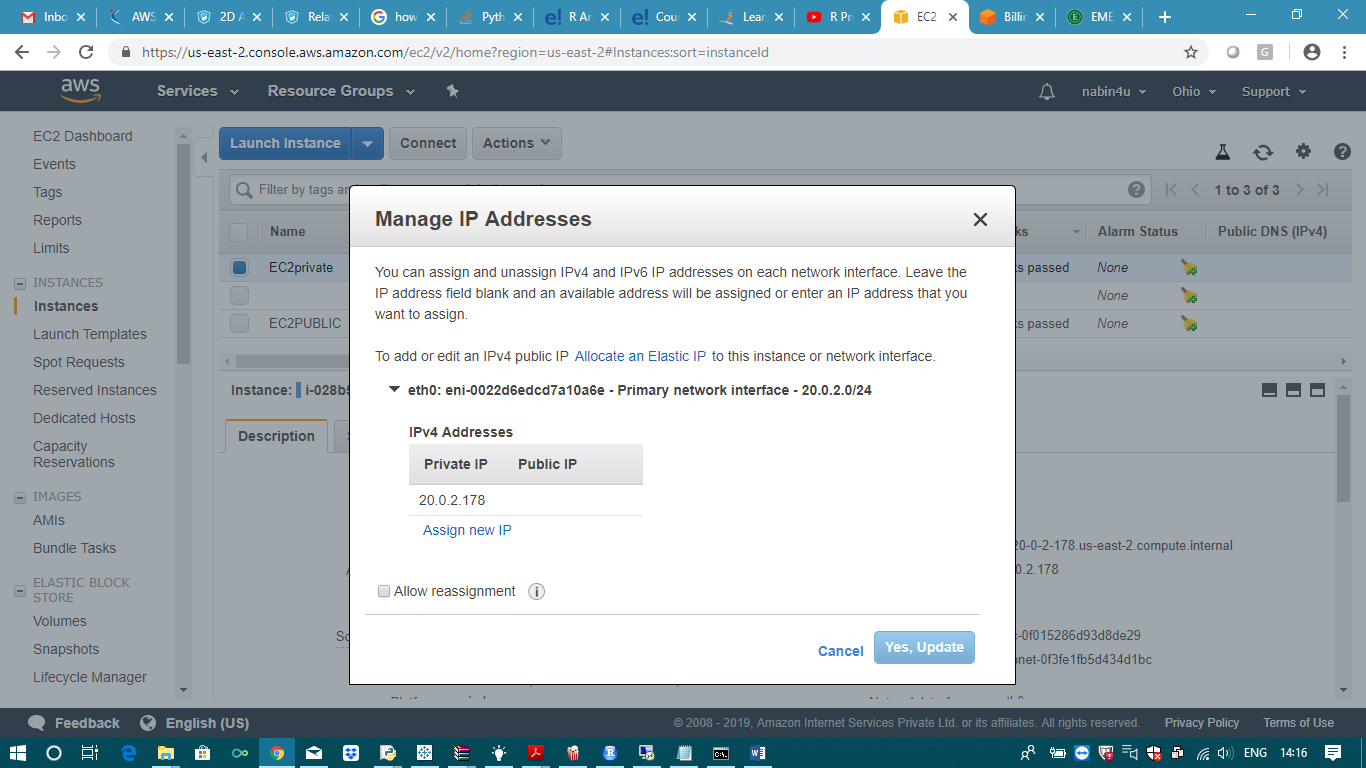 Inbo
AWS
2D A
Rela
how
Pyth
R An
Cou
Lear
R Pr
EC2
Billin
EME
https://us-east-2.console.aws.amazon.com/ec2/v2/home?region=us-east-2#Instances:sort=instanceId
aws
Services
Resource Groups
nabin4u
Ohio
Support
EC2 Dashboard
Events
Tags
Reports
Limits
INSTANCES
Instances
Launch Templates
Spot Requests
Reserved Instances
Dedicated Hosts
Capacity
Reservations
IMAGES
AMIs
Bundle Tasks
ELASTIC BLOCK
STORE
Volumes
Snapshots
Lifecycle Manager
Launch Instance
Connect
Actions
Filter by tags an
1 to 3 of 3
Name
ks
Alarm Status
Public DNS (IPv4)
EC2private
ks passed
None
None
EC2PUBLIC
ks passed
None
Instance:
i-028b5
Description
Manage IP Addresses
You can assign and unassign IPv4 and IPv6 IP addresses on each network interface. Leave the
IP address field blank and an available address will be assigned or enter an IP address that you
want to assign.
To add or edit an IPv4 public IP Allocate an Elastic IP to this instance or network interface.
eth0: eni-0022d6edcd7a10a6e - Primary network interface - 20.0.2.0/24
IPv4 Addresses
Private IP Public IP
20.0.2.178
Assign new IP
Allow reassignment
Cancel
Yes, Update
20-0-2-178.us-east-2.compute.internal
0.2.178
-0f015286d93d8de29
net-0f3fe1fb5d434d1bc
Feedback
English (US)
© 2008 - 2019, Amazon Internet Services Private Ltd. or its affiliates. All rights reserved.
Privacy Policy
Terms of Use
ENG
14:16